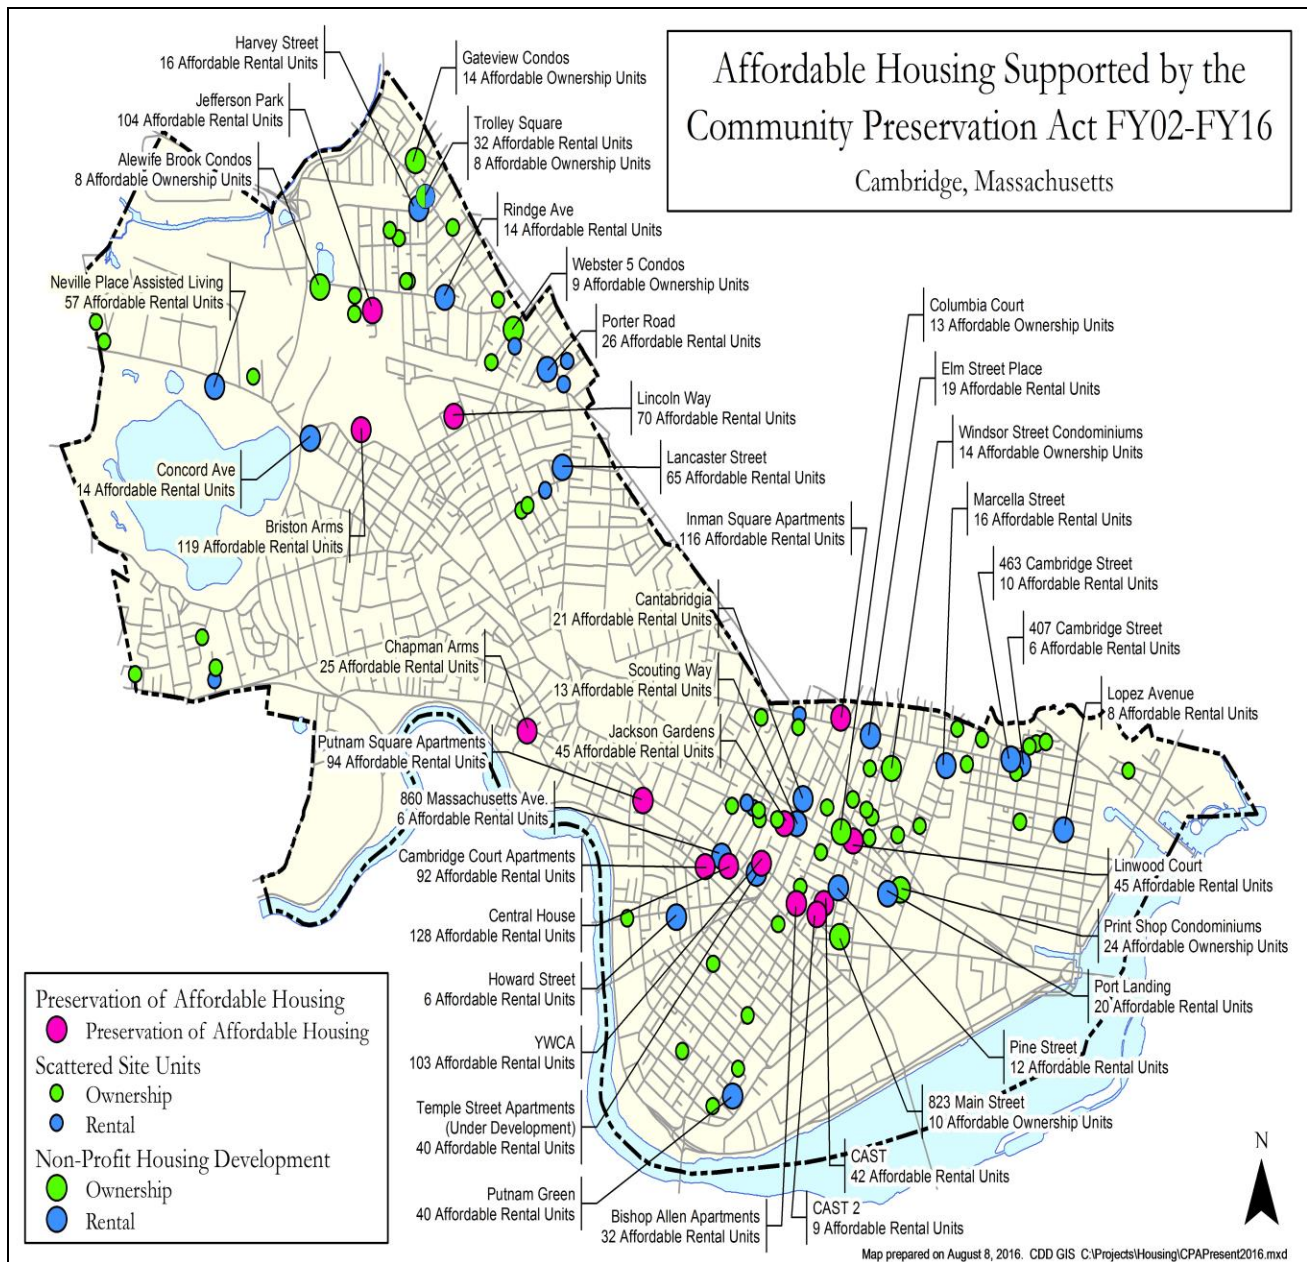 Affordable Housing Supported by the
Community Preservation Act FY02-FY16
Cambridge, Massachusetts
Harvey Street
16 Affordable Rental Units
Gateview Condos
14 Affordable Ownership Units
Jefferson Park
104 Affordable Rental Units
Trolley Square
32 Affordable Rental Units
8 Affordable Ownership Units
Alewife Brook Condos
8 Affordable Ownership Units
Rindge Ave
14 Affordable Rental Units
Neville Place Assisted Living
57 Affordable Rental Units
Webster 5 Condos
9 Affordable Ownership Units
Porter Road
26 Affordable Rental Units
Columbia Court
13 Affordable Ownership Units
Elm Street Place
19 Affordable Rental Units
Lincoln Way
70 Affordable Rental Units
Windsor Street Condominiums
14 Affordable Ownership Units
Lancaster Street
65 Affordable Rental Units
Concord Ave
14 Affordable Rental Units
Marcella Street
16 Affordable Rental Units
Briston Arms
119 Affordable Rental Units
Inman Square Apartments
116 Affordable Rental Units
463 Cambridge Street
10 Affordable Rental Units
Cantabridgia
21 Affordable Rental Units
407 Cambridge Street
6 Affordable Rental Units
Chapman Arms
25 Affordable Rental Units
Scouting Way
13 Affordable Rental Units
Lopez Avenue
8 Affordable Rental Units
Jackson Gardens
45 Affordable Rental Units
Putnam Square Apartments
94 Affordable Rental Units
860 Massachusetts Ave.
6 Affordable Rental Units
Cambridge Court Apartments
92 Affordable Rental Units
Linwood Court
45 Affordable Rental Units
Central House
128 Affordable Rental Units
Print Shop Condominiums
24 Affordable Ownership Units
Howard Street
6 Affordable Rental Units
Port Landing
20 Affordable Rental Units
YWCA
103 Affordable Rental Units
Pine Street
12 Affordable Rental Units
Temple Street Apartments
(Under Development)
40 Affordable Rental Units
823 Main Street
10 Affordable Ownership Units
CAST
42 Affordable Rental Units
Putnam Green
40 Affordable Rental Units
CAST 2
9 Affordable Rental Units
Bishop Allen Apartments
32 Affordable Rental Units
Preservation of Affordable Housing
Preservation of Affordable Housing
Scattered Site Units
Ownership
Rental
Non-Profit Housing Development
Ownership
Rental
N
Map prepared on August 8, 2016. CDD GIS C:\Projects\Housing\CPAPresent2016.mxd